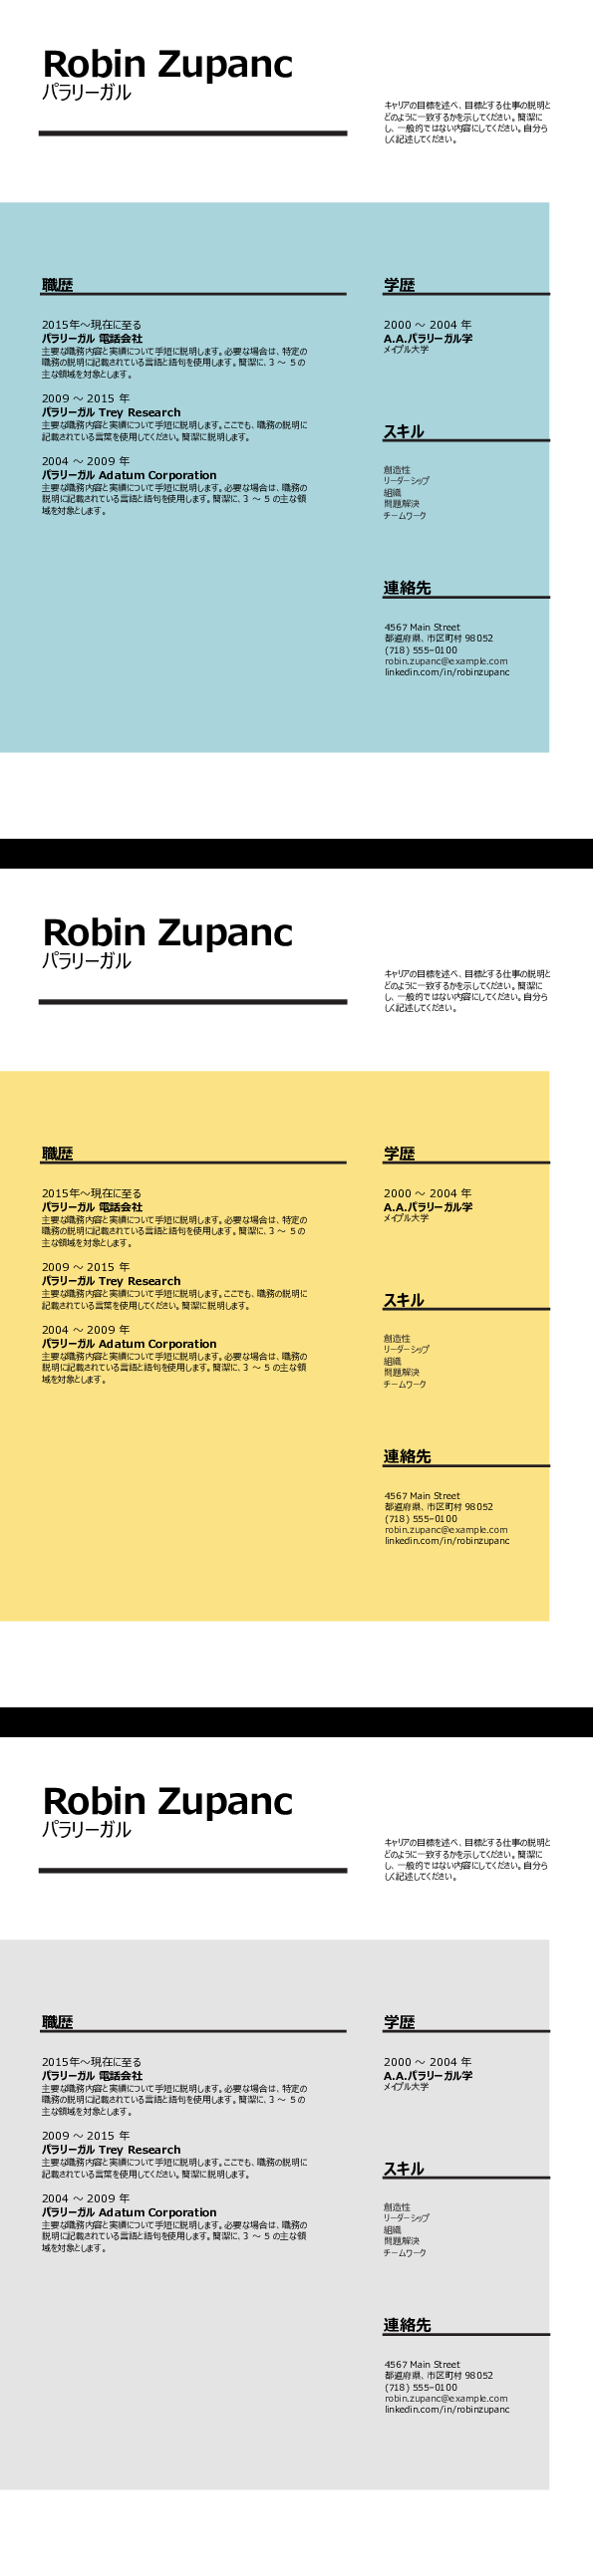 Robin Zupanc
パラリーガル
キャリアの目標を述べ、目標とする仕事の説明と
どのように一致するかを示してください。簡潔に
し、一般的ではない内容にしてください。自分ら
しく記述してください。
職歴
2015年～現在に至る
パラリーガル 電話会社
主要な職務内容と実績について手短に説明します。必要な場合は、特定の
職務の説明に記載されている言語と語句を使用します。簡潔に、3 ～ 5 の
主な領域を対象とします。
2009 ～ 2015 年
パラリーガル Trey Research
主要な職務内容と実績について手短に説明します。ここでも、職務の説明に
記載されている言葉を使用してください。簡潔に説明します。
2004 ～ 2009 年
パラリーガル Adatum Corporation
主要な職務内容と実績について手短に説明します。必要な場合は、職務の
説明に記載されている言語と語句を使用します。簡潔に、3 ～ 5 の主な領
域を対象とします。
学歴
2000 ～ 2004 年
A.A.パラリーガル学
メイプル大学
スキル
創造性
リーダーシップ
組織
問題解決
チームワーク
連絡先
4567 Main Street
都道府県、市区町村 98052
(718) 555-0100
robin.zupanc@example.com
linkedin.com/in/robinzupanc
Robin Zupanc
パラリーガル
キャリアの目標を述べ、目標とする仕事の説明と
どのように一致するかを示してください。簡潔に
し、一般的ではない内容にしてください。自分ら
しく記述してください。
職歴
2015年～現在に至る
パラリーガル 電話会社
主要な職務内容と実績について手短に説明します。必要な場合は、特定の
職務の説明に記載されている言語と語句を使用します。簡潔に、3 ～ 5 の
主な領域を対象とします。
2009 ～ 2015 年
パラリーガル Trey Research
主要な職務内容と実績について手短に説明します。ここでも、職務の説明に
記載されている言葉を使用してください。簡潔に説明します。
2004 ～ 2009 年
パラリーガル Adatum Corporation
主要な職務内容と実績について手短に説明します。必要な場合は、職務の
説明に記載されている言語と語句を使用します。簡潔に、3 ～ 5 の主な領
域を対象とします。
学歴
2000 ～ 2004 年
A.A.パラリーガル学
メイプル大学
スキル
創造性
リーダーシップ
組織
問題解決
チームワーク
連絡先
4567 Main Street
都道府県、市区町村 98052
(718) 555-0100
robin.zupanc@example.com
linkedin.com/in/robinzupanc
Robin Zupanc
パラリーガル
キャリアの目標を述べ、目標とする仕事の説明と
どのように一致するかを示してください。簡潔に
し、一般的ではない内容にしてください。自分ら
しく記述してください。
職歴
2015年～現在に至る
パラリーガル 電話会社
主要な職務内容と実績について手短に説明します。必要な場合は、特定の
職務の説明に記載されている言語と語句を使用します。簡潔に、3 ～ 5 の
主な領域を対象とします。
2009 ～ 2015 年
パラリーガル Trey Research
主要な職務内容と実績について手短に説明します。ここでも、職務の説明に
記載されている言葉を使用してください。簡潔に説明します。
2004 ～ 2009 年
パラリーガル Adatum Corporation
主要な職務内容と実績について手短に説明します。必要な場合は、職務の
説明に記載されている言語と語句を使用します。簡潔に、3 ～ 5 の主な領
域を対象とします。
学歴
2000 ～ 2004 年
A.A.パラリーガル学
メイプル大学
スキル
創造性
リーダーシップ
組織
問題解決
チームワーク
連絡先
4567 Main Street
都道府県、市区町村 98052
(718) 555-0100
robin.zupanc@example.com
linkedin.com/in/robinzupanc